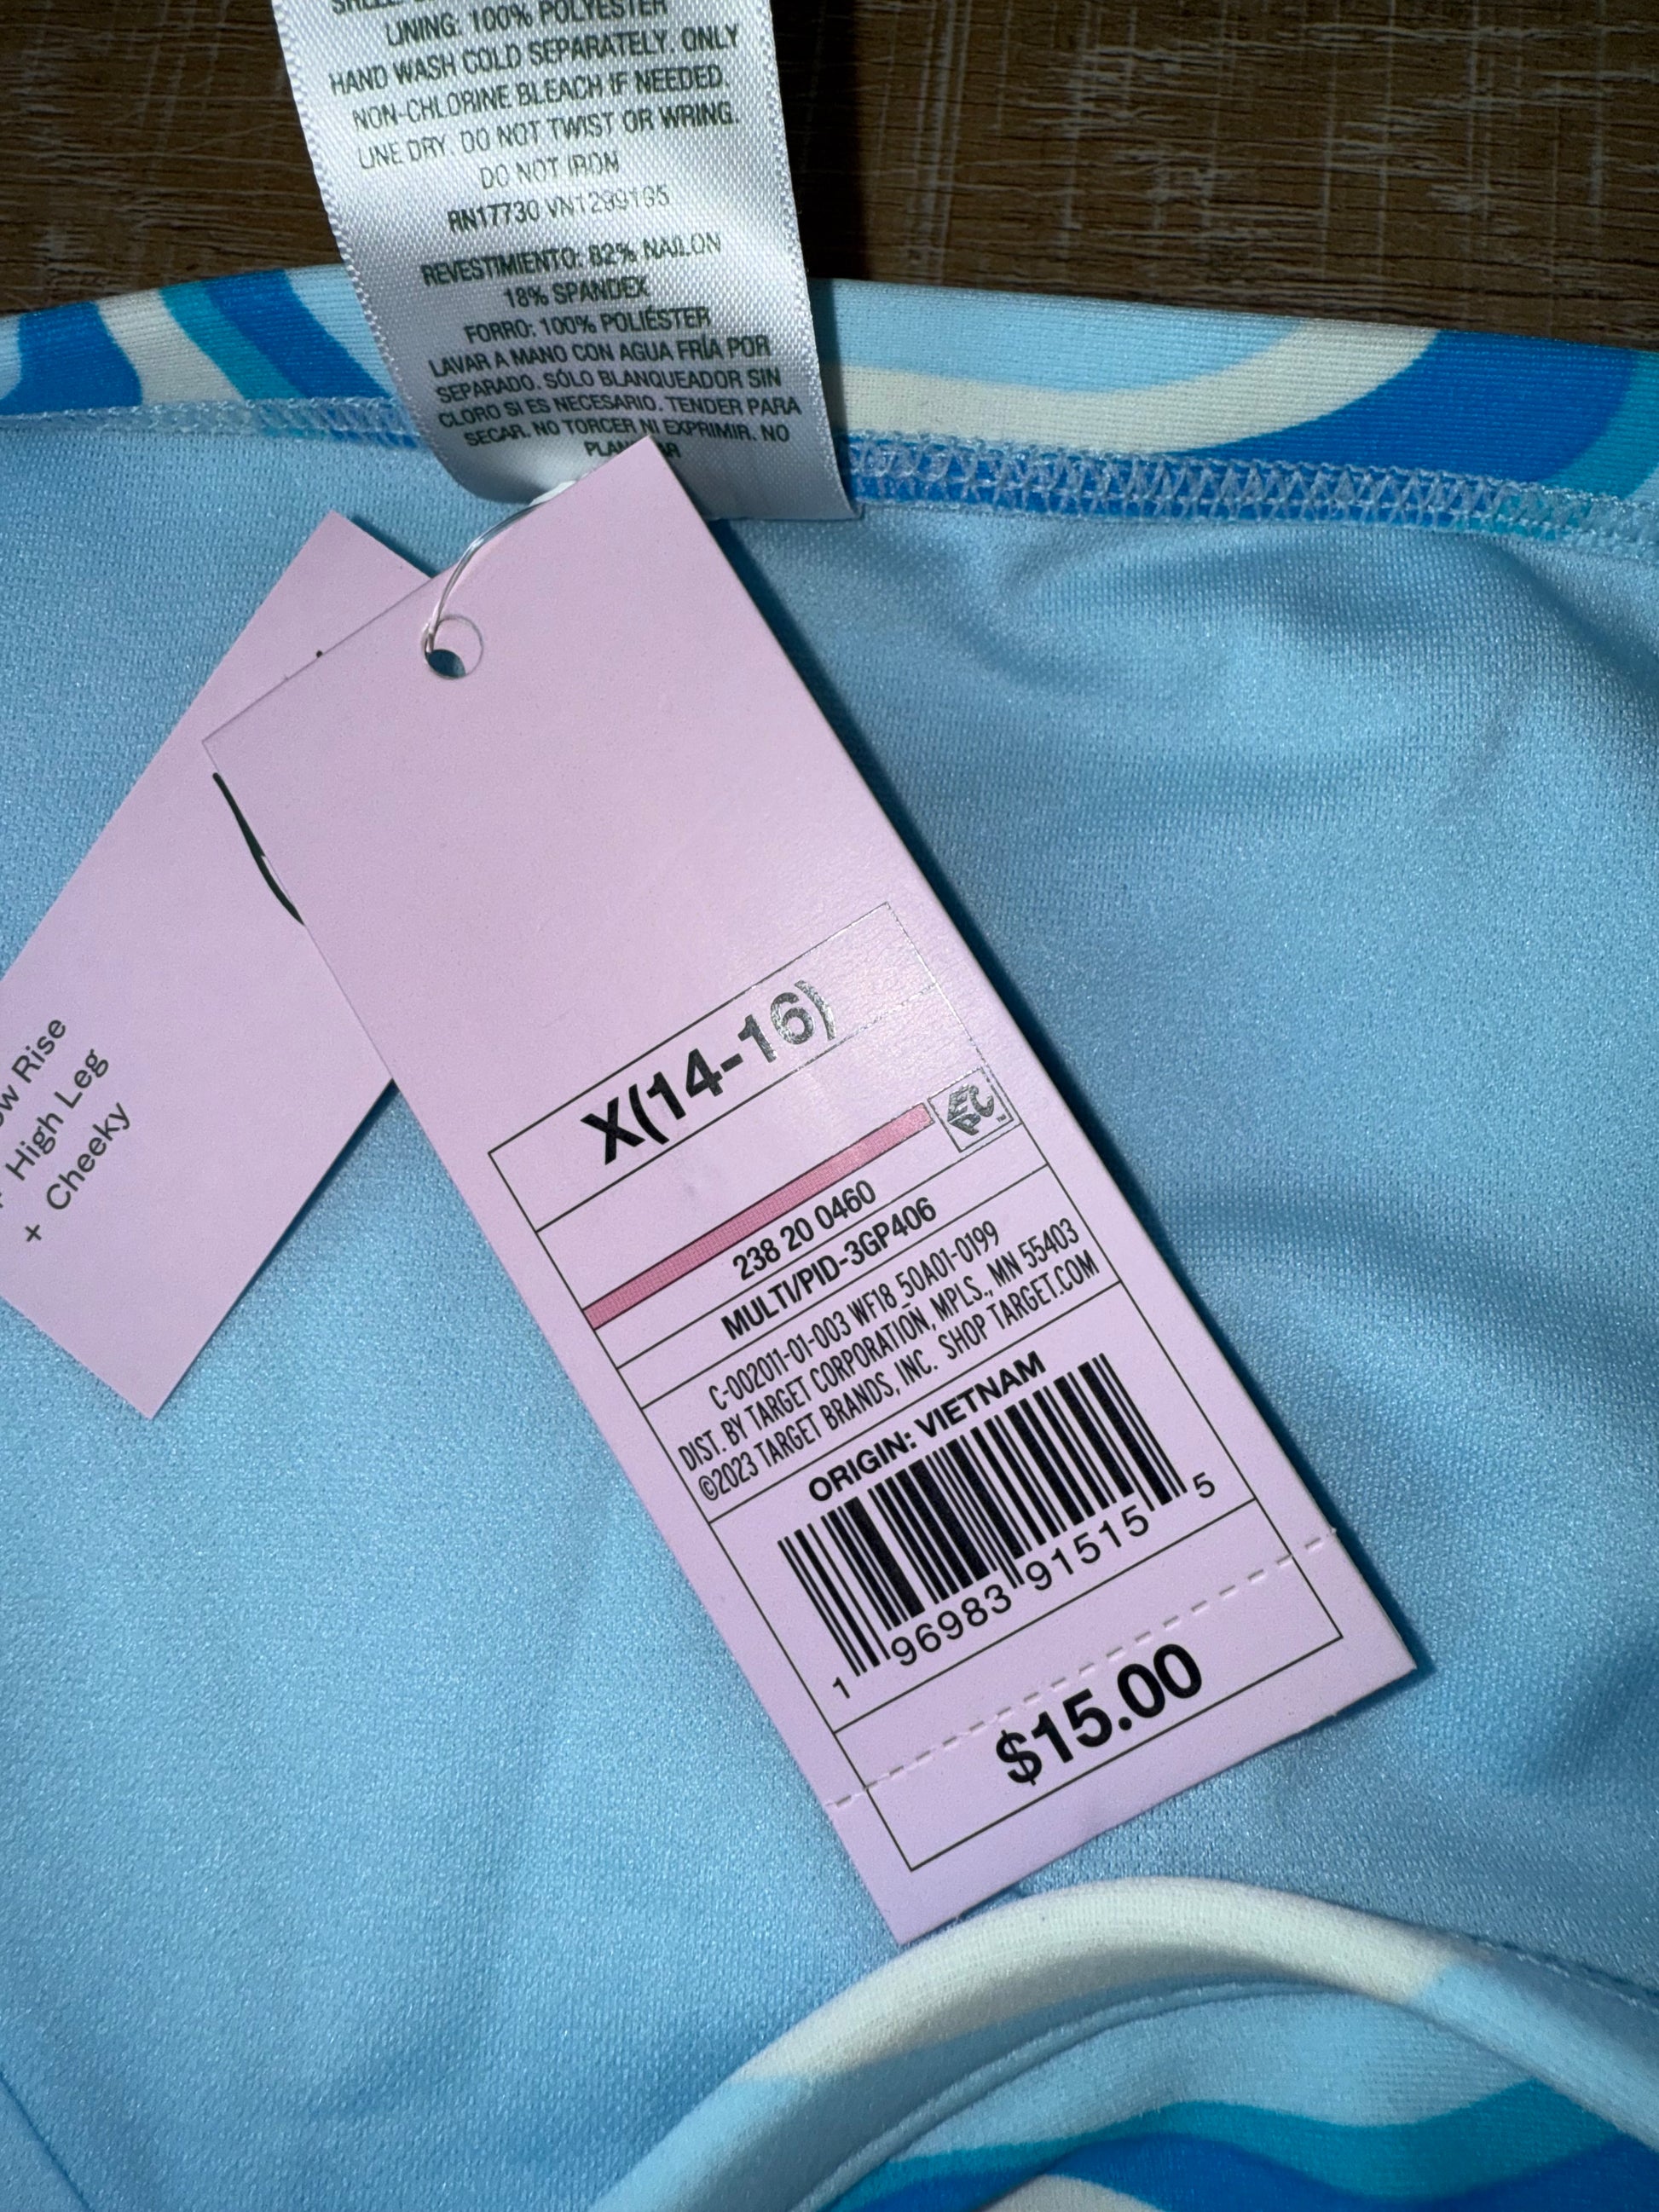 LINING: 100% POLYESTER
HAND WASH COLD SEPARATELY. ONLY
NON-CHLORINE BLEACH IF NEEDED.
LINE DRY. DO NOT TWIST OR WRING.
DO NOT IRON
RN17730 VN1299195
REVESTIMIENTO: 82% NAILON
18% SPANDEX
FORRO: 100% POLIÉSTER
LAVAR A MANO CON AGUA FRÍA POR
SEPARADO. SÓLO BLANQUEADOR SIN
CLORO SI ES NECESARIO. TENDER PARA
SECAR. NO TORCER NI EXPRIMIR. NO
Rise
High Leg
+ Cheeky
X(14-16)
EPC
238 20 0460
MULTI/PID-3GP406
C-002011-01-003 WF18_50A01-0199
DIST. BY TARGET CORPORATION, MPLS., MN 55403
©2023 TARGET BRANDS, INC. SHOP TARGET.COM
ORIGIN: VIETNAM
1 96983 91515 5
$15.00